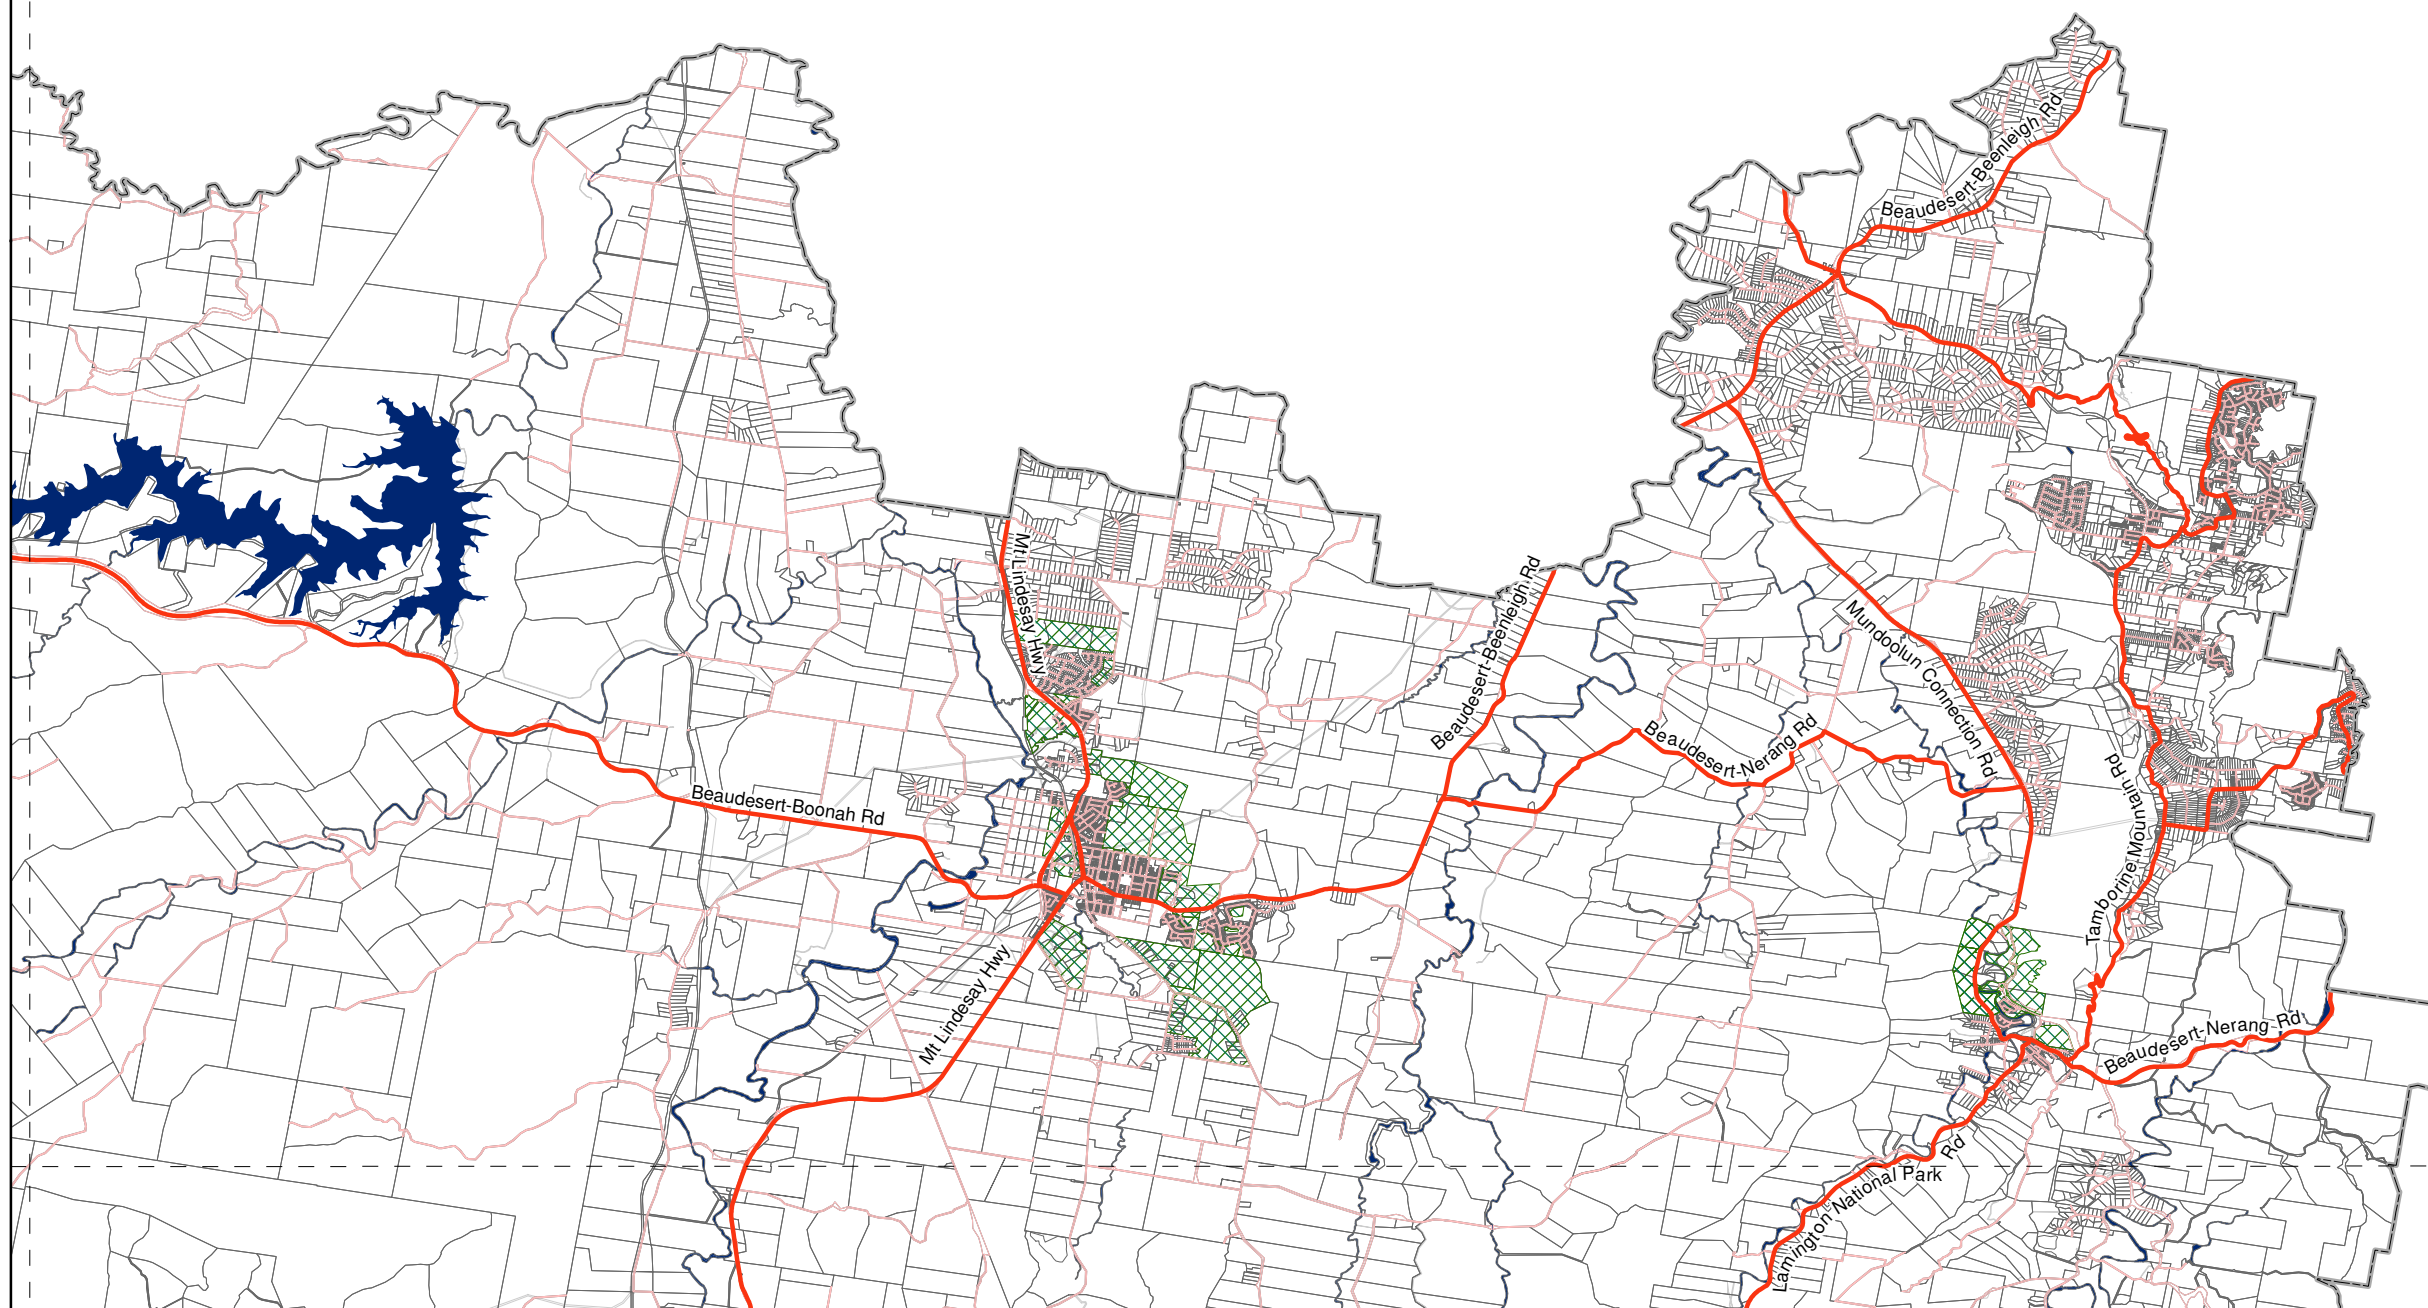 Beaudesert-Beenleigh Rd
Mt Lindesay Hwy
Beaudesert-Beenleigh Rd
Mundoolun Connection Rd
Beaudesert-Nerang Rd
Tamborine Mountain Rd
Beaudesert-Boonah Rd
Mt Lindesay Hwy
Beaudesert-Nerang Rd
Lamington National Park Rd